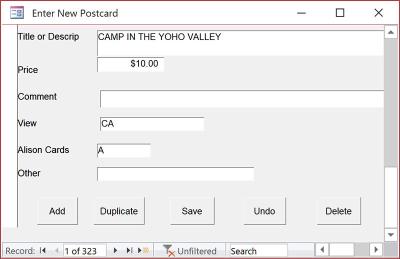 Enter New Postcard
Title or Descrip CAMP IN THE YOHO VALLEY
Price $10.00
Comment
View CA
Alison Cards A
Other
Add Duplicate Save Undo Delete
Record: 1 of 323 Unfiltered Search